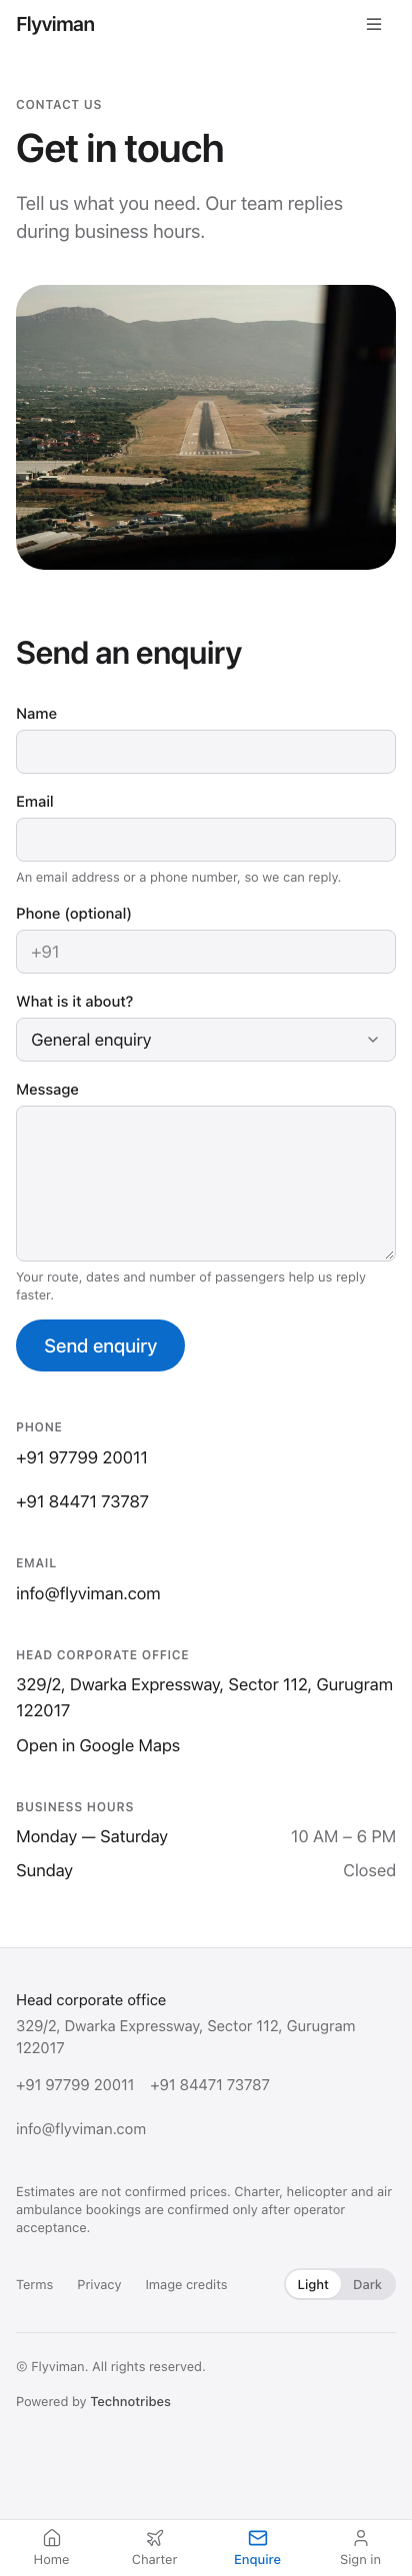 Flyviman
CONTACT US
Get in touch
Tell us what you need. Our team replies
during business hours.
Send an enquiry
Name
Email
An email address or a phone number, so we can reply.
Phone (optional)
+91
What is it about?
General enquiry
Message
Your route, dates and number of passengers help us reply
faster.
Send enquiry
PHONE
+91 97799 20011
+91 84471 73787
EMAIL
info@flyviman.com
HEAD CORPORATE OFFICE
329/2, Dwarka Expressway, Sector 112, Gurugram
122017
Open in Google Maps
BUSINESS HOURS
Monday — Saturday 10 AM – 6 PM
Sunday Closed
Head corporate office
329/2, Dwarka Expressway, Sector 112, Gurugram
122017
+91 97799 20011 +91 84471 73787
info@flyviman.com
Estimates are not confirmed prices. Charter, helicopter and air
ambulance bookings are confirmed only after operator
acceptance.
Terms Privacy Image credits Light Dark
© Flyviman. All rights reserved.
Powered by Technotribes
Home Charter Enquire Sign in